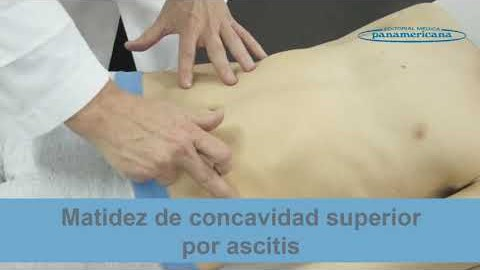 EDITORIAL MEDICA
panamericana
Matidez de concavidad superior
por ascitis